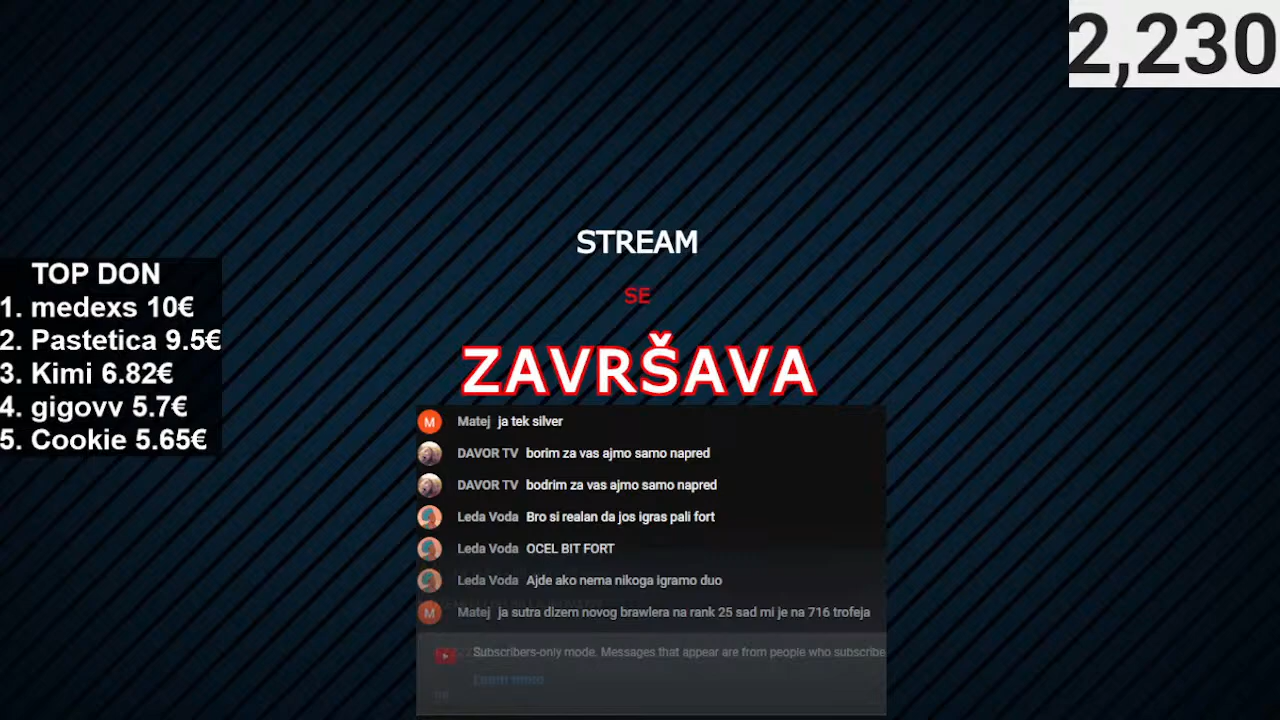 2,230
STREAM
SE
ZAVRŠAVA
TOP DON
1. medexs 10€
2. Pastetica 9.5€
3. Kimi 6.82€
4. gigovv 5.7€
5. Cookie 5.65€
M Matej ja tek silver
DAVOR TV borim za vas ajmo samo napred
DAVOR TV bodrim za vas ajmo samo napred
Leda Voda Bro si realan da jos igras pali fort
Leda Voda OCEL BIT FORT
Leda Voda Ajde ako nema nikoga igramo duo
M Matej ja sutra dizem novog brawlera na rank 25 sad mi je na 716 trofeja
Subscribers-only mode. Messages that appear are from people who subscribe
Learn more